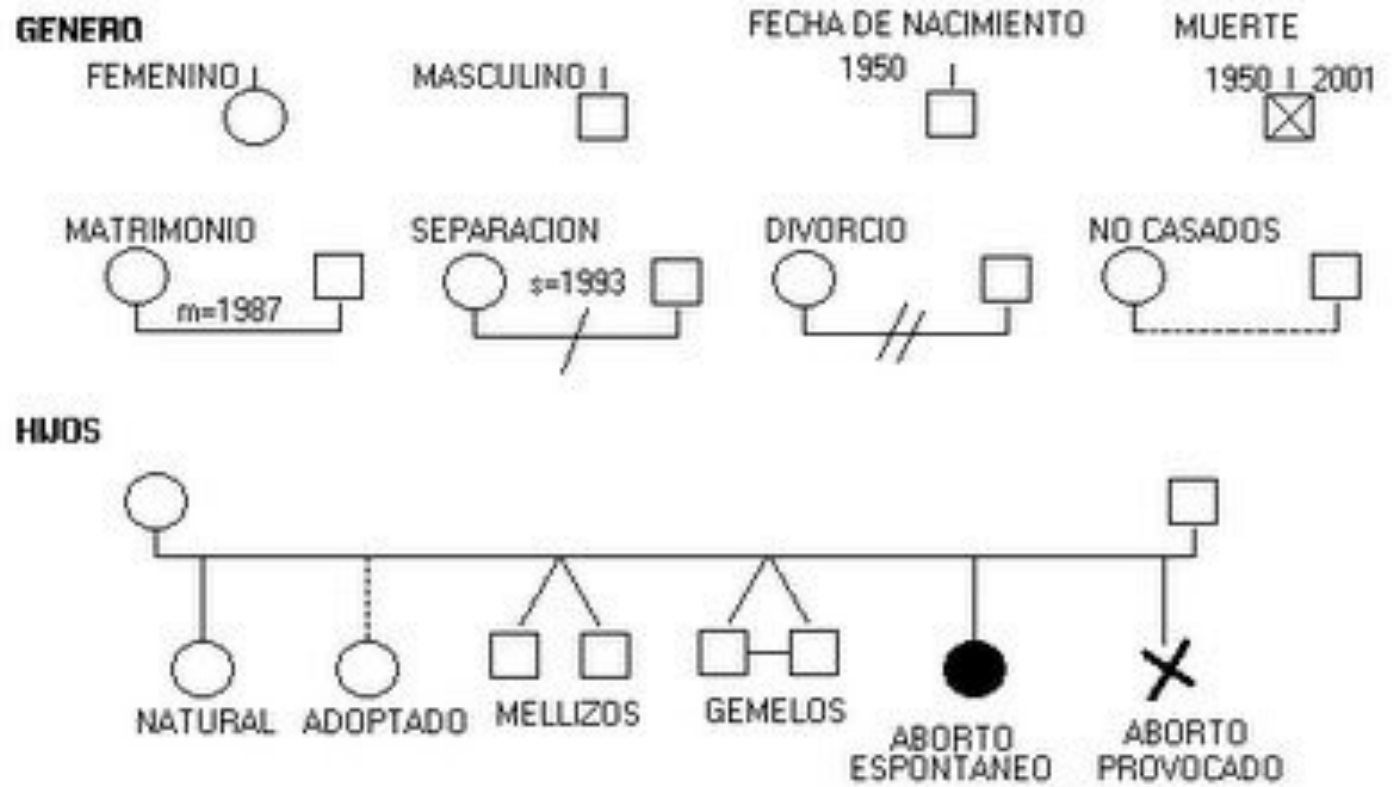 GENERO
FECHA DE NACIMIENTO
MUERTE
FEMENINO
MASCULINO
1950
1950 2001
MATRIMONIO
SEPARACION
DIVORCIO
NO CASADOS
m=1987
s=1993
HIJOS
NATURAL
ADOPTADO
MELLIZOS
GEMELOS
ABORTO
ESPONTANEO
ABORTO
PROVOCADO